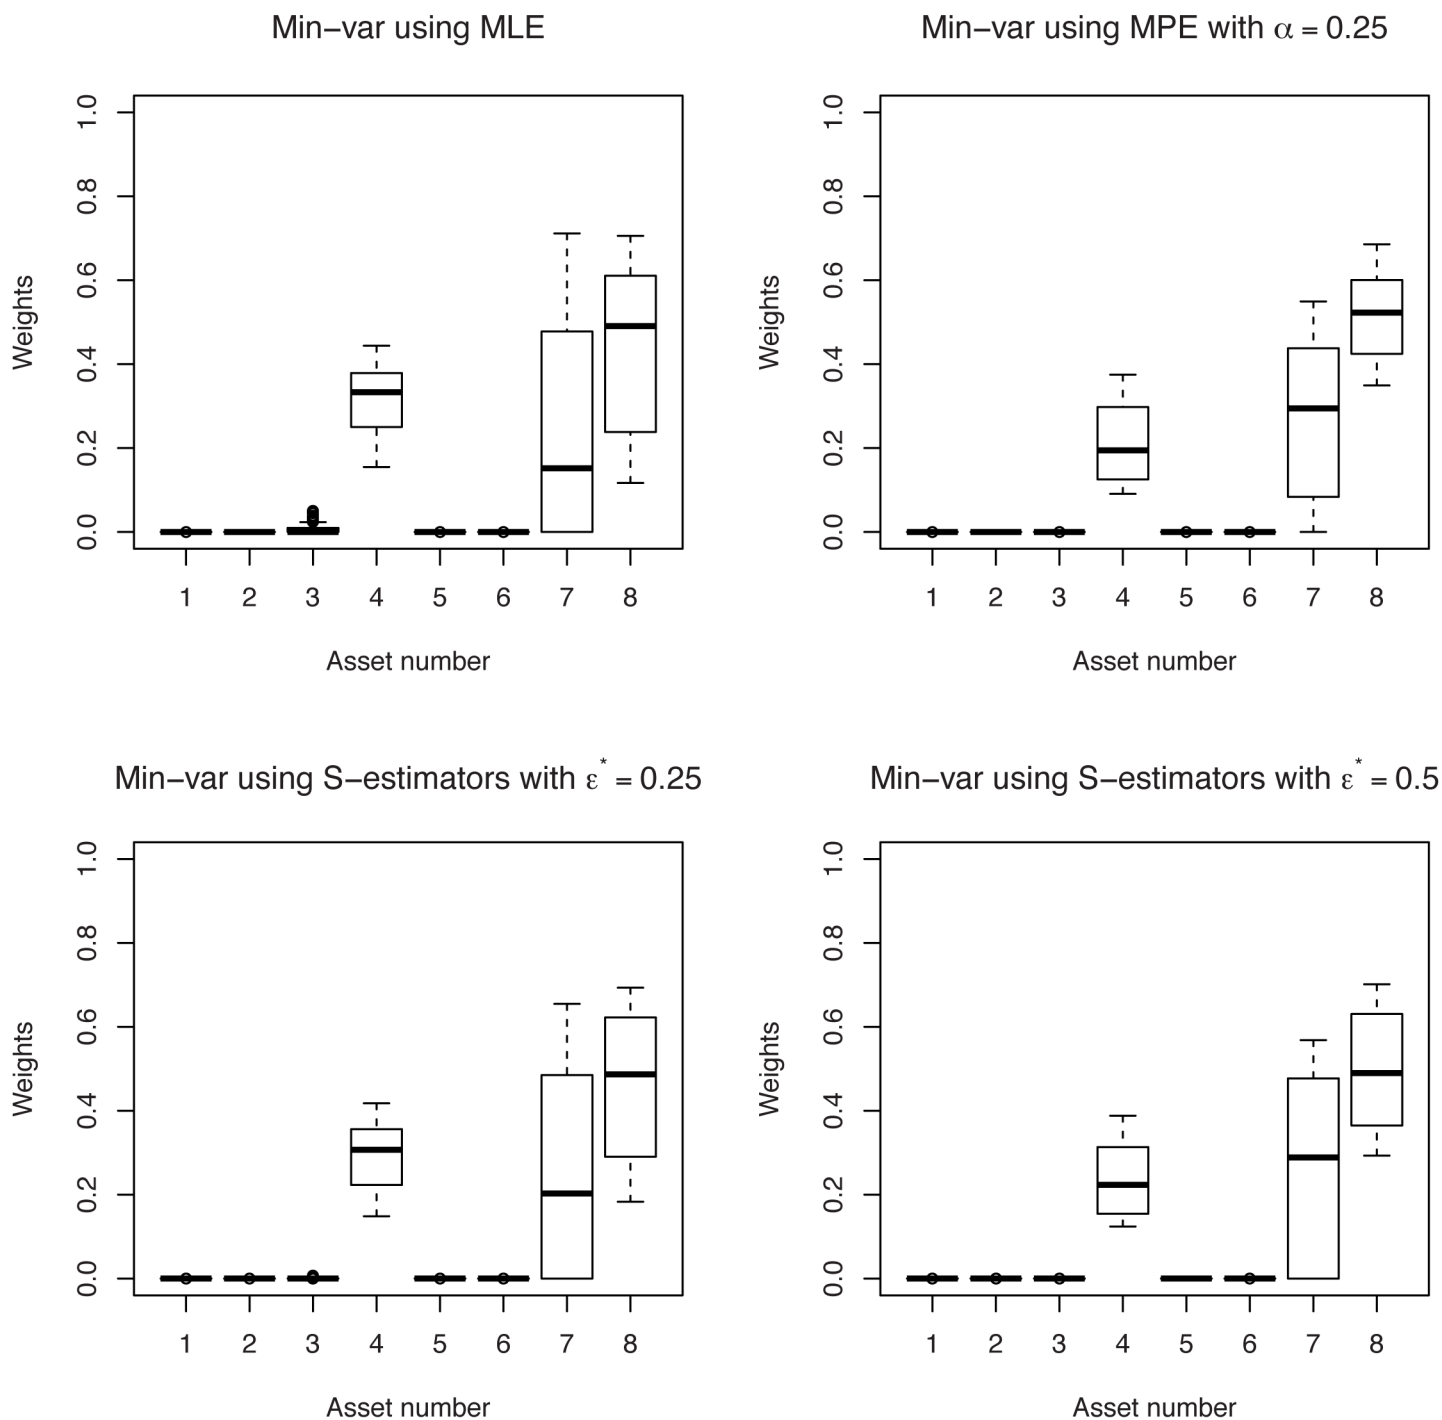 Min−var using MLE
Weights
1.0
0.8
0.6
0.4
0.2
0.0
1 2 3 4 5 6 7 8
Asset number
Min−var using MPE with α = 0.25
Weights
1.0
0.8
0.6
0.4
0.2
0.0
1 2 3 4 5 6 7 8
Asset number
Min−var using S−estimators with ε* = 0.25
Weights
1.0
0.8
0.6
0.4
0.2
0.0
1 2 3 4 5 6 7 8
Asset number
Min−var using S−estimators with ε* = 0.5
Weights
1.0
0.8
0.6
0.4
0.2
0.0
1 2 3 4 5 6 7 8
Asset number